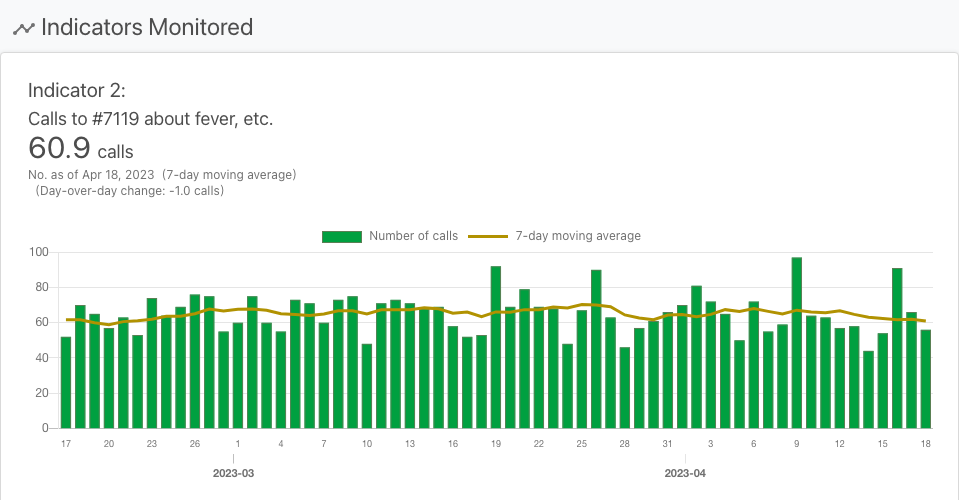 Indicators Monitored
Indicator 2:
Calls to #7119 about fever, etc.
60.9 calls
No. as of Apr 18, 2023 (7-day moving average)
(Day-over-day change: -1.0 calls)
Number of calls 7-day moving average
100
80
60
40
20
0
17 20 23 26 1 4 7 10 13 16 19 22 25 28 31 3 6 9 12 15 18
2023-03 2023-04